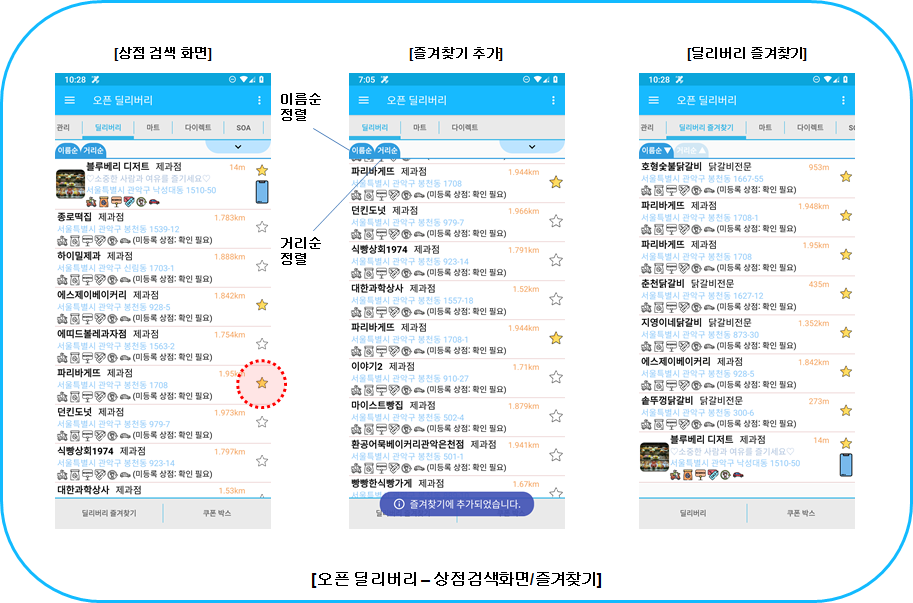 [상점 검색 화면]
[즐겨찾기 추가]
[딜리버리 즐겨찾기]
이름순
정렬
거리순
정렬
10:28
오픈 딜리버리
관리 딜리버리 마트 다이렉트 SOA
이름순 거리순
블루베리 디저트 제과점 14m
♡소중한 사람과 여유를 즐기세요♡
서울특별시 관악구 낙성대동 1510-50
종로떡집 제과점 1.783km
서울특별시 관악구 봉천동 1539-12
(미등록 상점: 확인 필요)
하이밀제과 제과점 1.888km
서울특별시 관악구 신림동 1703-1
(미등록 상점: 확인 필요)
에스제이베이커리 제과점 1.842km
서울특별시 관악구 봉천동 928-5
(미등록 상점: 확인 필요)
에띠드볼레과자점 제과점 1.754km
서울특별시 관악구 봉천동 1563-2
(미등록 상점: 확인 필요)
파리바게뜨 제과점 1.95km
서울특별시 관악구 봉천동 1708
(미등록 상점: 확인 필요)
던킨도넛 제과점 1.973km
서울특별시 관악구 봉천동 979-7
(미등록 상점: 확인 필요)
식빵상회1974 제과점 1.797km
서울특별시 관악구 봉천동 923-14
(미등록 상점: 확인 필요)
대한과학상사 제과점 1.53km
딜리버리 즐겨찾기 쿠폰 박스
7:05
오픈 딜리버리
딜리버리 마트 다이렉트
이름순 거리순
(미등록 상점: 확인 필요)
파리바게뜨 제과점 1.944km
서울특별시 관악구 봉천동 1708
(미등록 상점: 확인 필요)
던킨도넛 제과점 1.966km
서울특별시 관악구 봉천동 979-7
(미등록 상점: 확인 필요)
식빵상회1974 제과점 1.791km
서울특별시 관악구 봉천동 923-14
(미등록 상점: 확인 필요)
대한과학상사 제과점 1.52km
서울특별시 관악구 봉천동 1557-18
(미등록 상점: 확인 필요)
파리바게뜨 제과점 1.944km
서울특별시 관악구 봉천동 1708-1
(미등록 상점: 확인 필요)
이야기2 제과점 1.71km
서울특별시 관악구 봉천동 910-27
(미등록 상점: 확인 필요)
마이스트빵집 제과점 1.879km
서울특별시 관악구 봉천동 502-4
(미등록 상점: 확인 필요)
환공어묵베이커리관악은천점 제과점 1.941km
서울특별시 관악구 봉천동 501-1
(미등록 상점: 확인 필요)
빵빵한식빵가게 제과점 1.67km
즐겨찾기에 추가되었습니다.
10:28
오픈 딜리버리
관리 딜리버리 즐겨찾기 마트 다이렉트
이름순▼ 거리순▲
호형숯불닭갈비 닭갈비전문 953m
서울특별시 관악구 봉천동 1667-55
(미등록 상점: 확인 필요)
파리바게뜨 제과점 1.948km
서울특별시 관악구 봉천동 1708-1
(미등록 상점: 확인 필요)
파리바게뜨 제과점 1.95km
서울특별시 관악구 봉천동 1708
(미등록 상점: 확인 필요)
춘천닭갈비 닭갈비전문 435m
서울특별시 관악구 봉천동 1627-12
(미등록 상점: 확인 필요)
지영이네닭갈비 닭갈비전문 1.352km
서울특별시 관악구 봉천동 873-30
(미등록 상점: 확인 필요)
에스제이베이커리 제과점 1.842km
서울특별시 관악구 봉천동 928-5
(미등록 상점: 확인 필요)
솥뚜껑닭갈비 닭갈비전문 273m
서울특별시 관악구 봉천동 300-6
(미등록 상점: 확인 필요)
블루베리 디저트 제과점 14m
♡소중한 사람과 여유를 즐기세요♡
서울특별시 관악구 낙성대동 1510-50
딜리버리 쿠폰 박스
[오픈 딜리버리 – 상점검색화면/즐겨찾기]